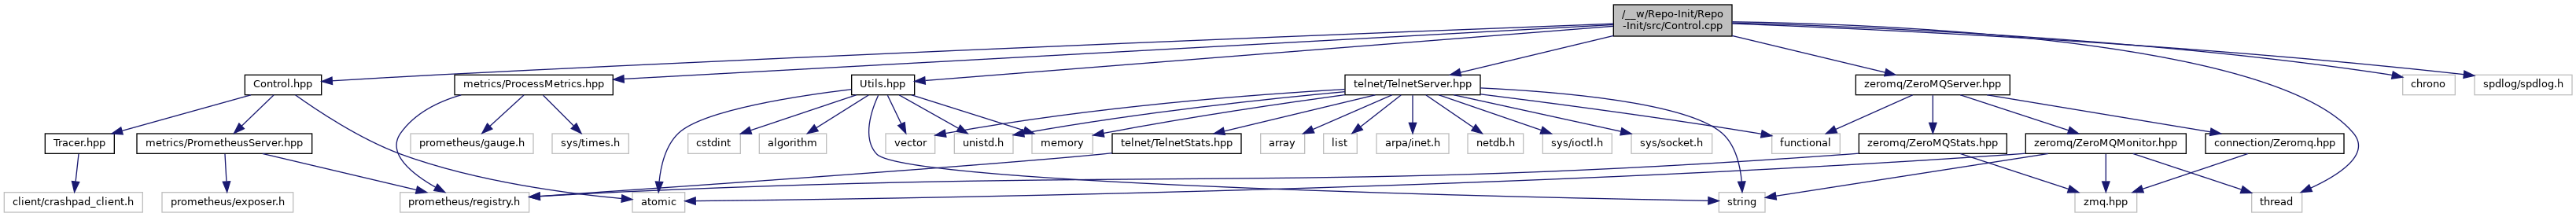 /__w/Repo-Init/Repo
-Init/src/Control.cpp
Control.hpp
metrics/ProcessMetrics.hpp
Utils.hpp
telnet/TelnetServer.hpp
zeromq/ZeroMQServer.hpp
chrono
spdlog/spdlog.h
Tracer.hpp
metrics/PrometheusServer.hpp
prometheus/gauge.h
sys/times.h
cstdint
algorithm
vector
unistd.h
memory
telnet/TelnetStats.hpp
array
list
arpa/inet.h
netdb.h
sys/ioctl.h
sys/socket.h
functional
zeromq/ZeroMQStats.hpp
zeromq/ZeroMQMonitor.hpp
connection/Zeromq.hpp
client/crashpad_client.h
prometheus/exposer.h
prometheus/registry.h
atomic
string
zmq.hpp
thread